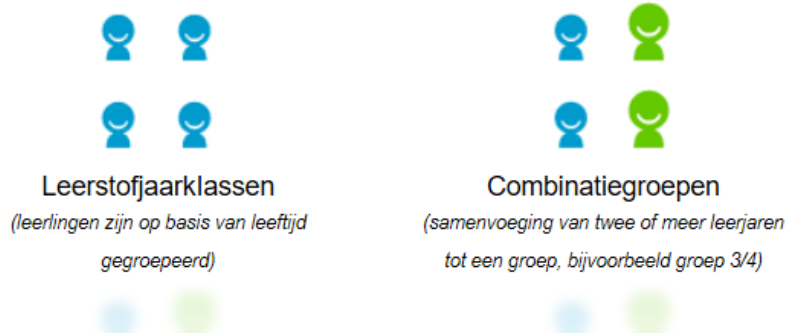 Leerstofjaarklassen
(leerlingen zijn op basis van leeftijd
gegroepeerd)
Combinatiegroepen
(samenvoeging van twee of meer leerjaren
tot een groep, bijvoorbeeld groep 3/4)